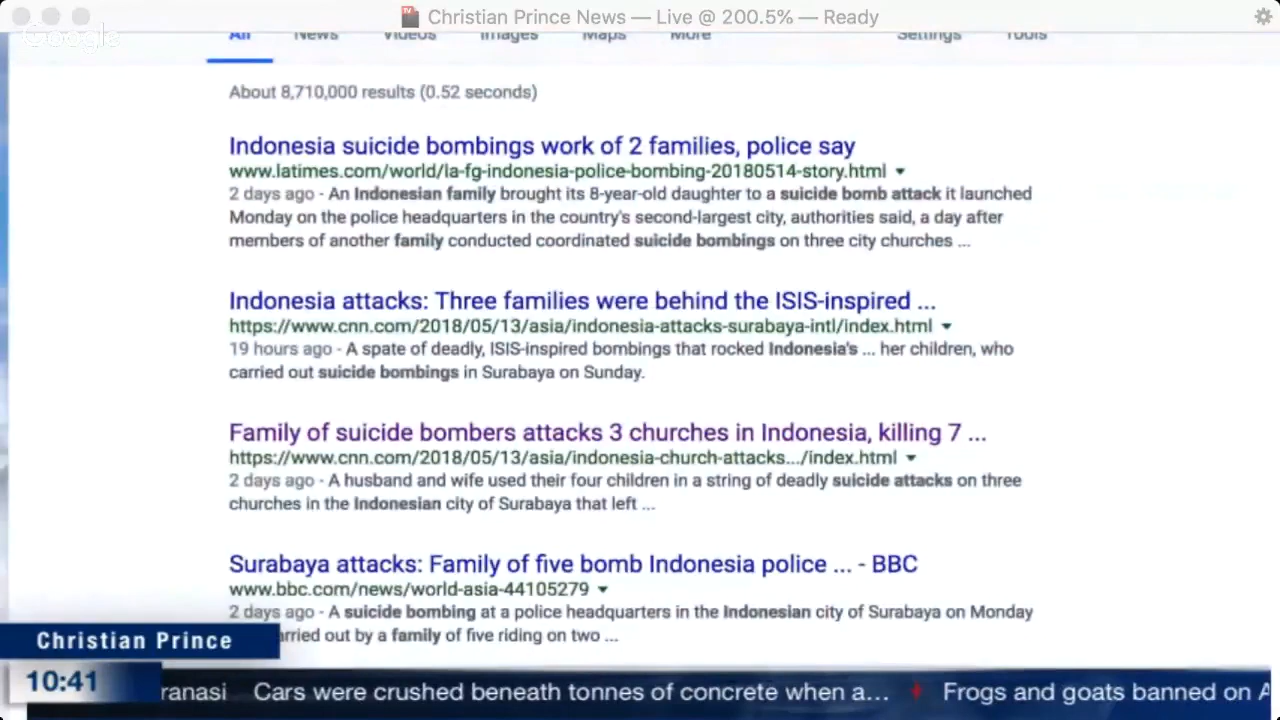 Christian Prince News — Live @ 200.5% — Ready
Google
All News Videos Images Maps More Settings Tools
About 8,710,000 results (0.52 seconds)
Indonesia suicide bombings work of 2 families, police say
www.latimes.com/world/la-fg-indonesia-police-bombing-20180514-story.html
2 days ago - An Indonesian family brought its 8-year-old daughter to a suicide bomb attack it launched
Monday on the police headquarters in the country's second-largest city, authorities said, a day after
members of another family conducted coordinated suicide bombings on three city churches ...
Indonesia attacks: Three families were behind the ISIS-inspired ...
https://www.cnn.com/2018/05/13/asia/indonesia-attacks-surabaya-intl/index.html
19 hours ago - A spate of deadly, ISIS-inspired bombings that rocked Indonesia's ... her children, who
carried out suicide bombings in Surabaya on Sunday.
Family of suicide bombers attacks 3 churches in Indonesia, killing 7 ...
https://www.cnn.com/2018/05/13/asia/indonesia-church-attacks.../index.html
2 days ago - A husband and wife used their four children in a string of deadly suicide attacks on three
churches in the Indonesian city of Surabaya that left ...
Surabaya attacks: Family of five bomb Indonesia police ... - BBC
www.bbc.com/news/world-asia-44105279
2 days ago - A suicide bombing at a police headquarters in the Indonesian city of Surabaya on Monday
rried out by a family of five riding on two ...
Christian Prince
10:41
ranasi Cars were crushed beneath tonnes of concrete when a... Frogs and goats banned on A